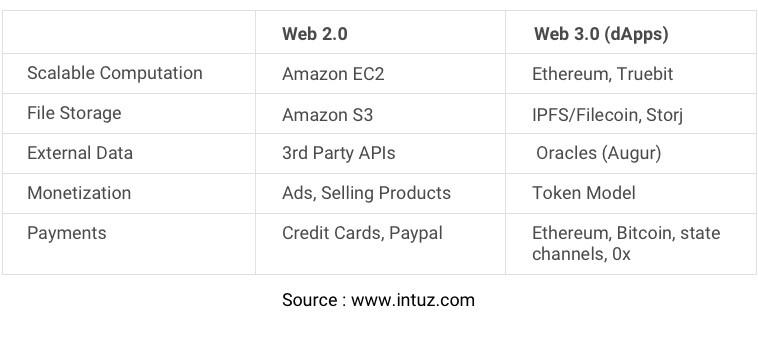 Web 2.0 Web 3.0 (dApps)
Scalable Computation Amazon EC2 Ethereum, Truebit
File Storage Amazon S3 IPFS/Filecoin, Storj
External Data 3rd Party APIs Oracles (Augur)
Monetization Ads, Selling Products Token Model
Payments Credit Cards, Paypal Ethereum, Bitcoin, state
channels, 0x
Source : www.intuz.com